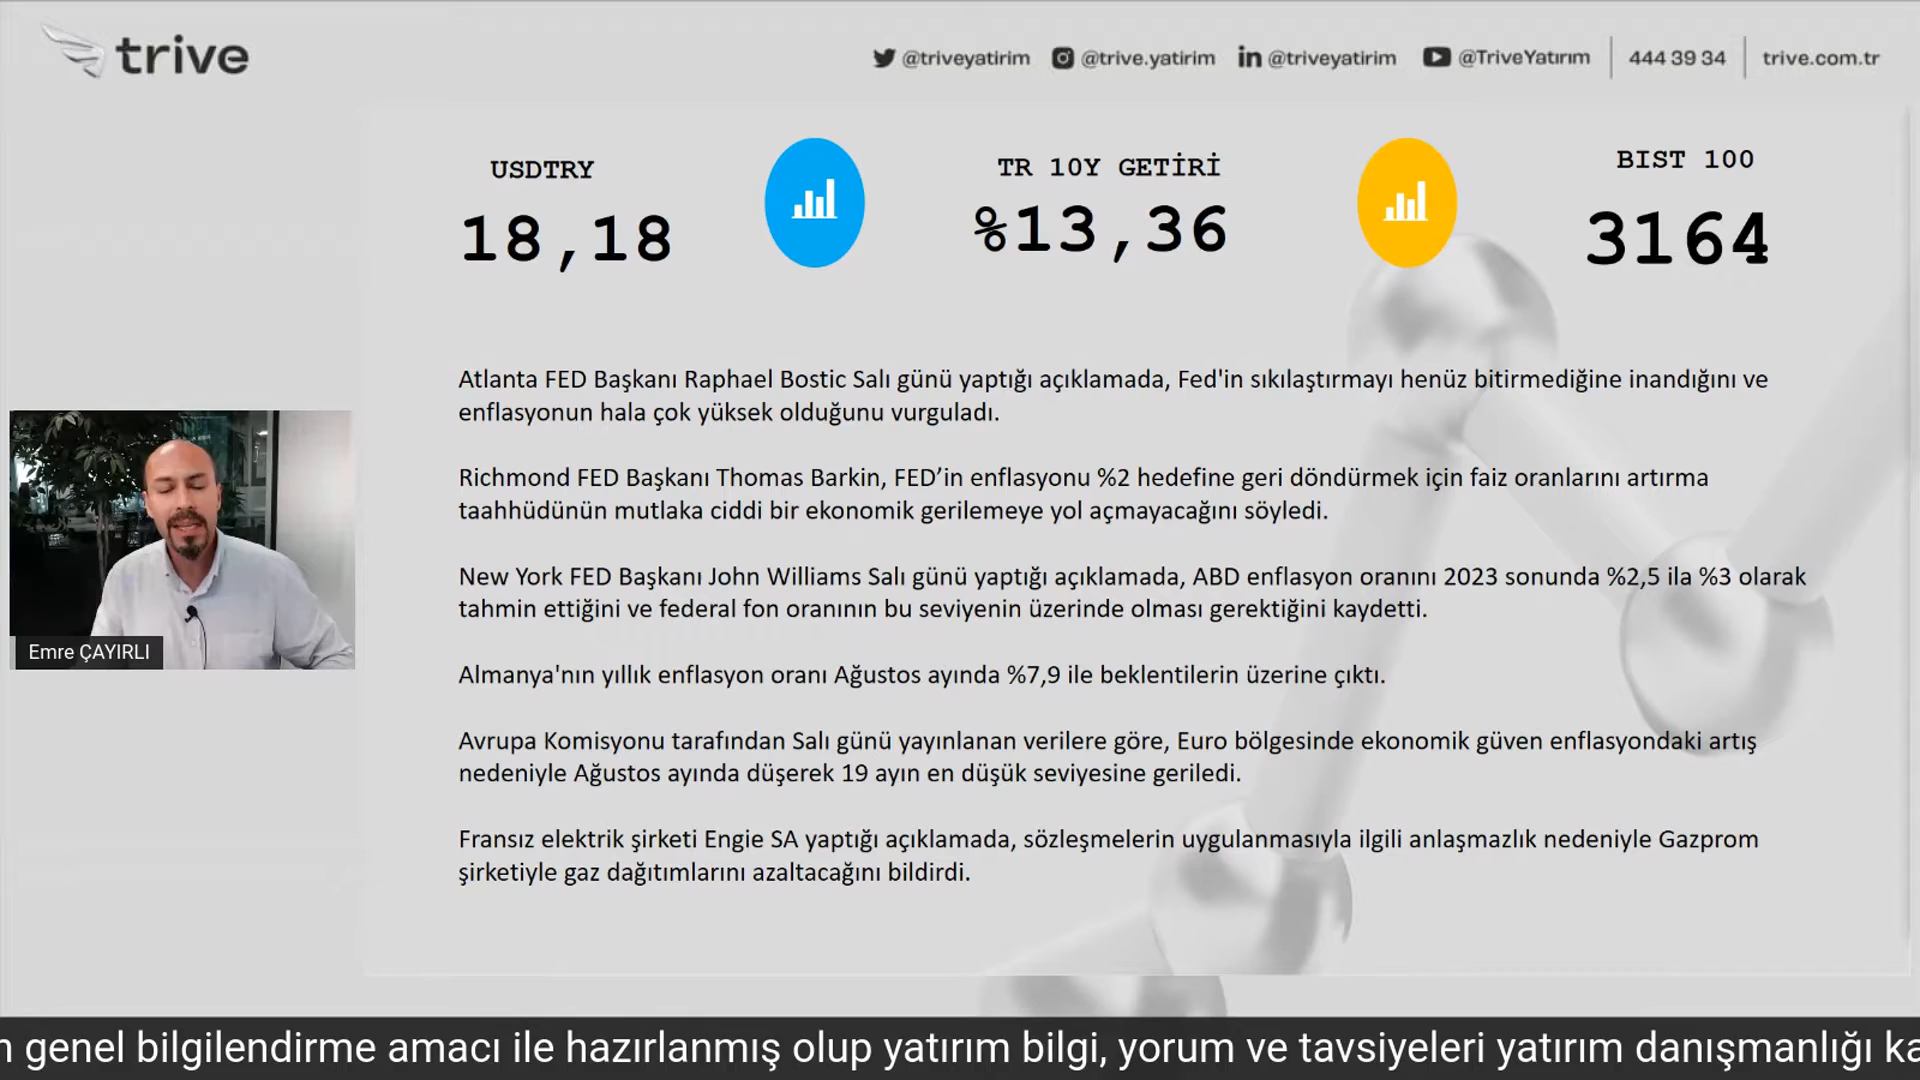 trive
@triveyatirim
@trive.yatirim
@triveyatirim
@TriveYatırım
444 39 34
trive.com.tr
USDTRY
18,18
TR 10Y GETİRİ
%13,36
BIST 100
3164
Atlanta FED Başkanı Raphael Bostic Salı günü yaptığı açıklamada, Fed'in sıkılaştırmayı henüz bitirmediğine inandığını ve
enflasyonun hala çok yüksek olduğunu vurguladı.
Richmond FED Başkanı Thomas Barkin, FED’in enflasyonu %2 hedefine geri döndürmek için faiz oranlarını artırma
taahhüdünün mutlaka ciddi bir ekonomik gerilemeye yol açmayacağını söyledi.
New York FED Başkanı John Williams Salı günü yaptığı açıklamada, ABD enflasyon oranını 2023 sonunda %2,5 ila %3 olarak
tahmin ettiğini ve federal fon oranının bu seviyenin üzerinde olması gerektiğini kaydetti.
Almanya'nın yıllık enflasyon oranı Ağustos ayında %7,9 ile beklentilerin üzerine çıktı.
Avrupa Komisyonu tarafından Salı günü yayınlanan verilere göre, Euro bölgesinde ekonomik güven enflasyondaki artış
nedeniyle Ağustos ayında düşerek 19 ayın en düşük seviyesine geriledi.
Fransız elektrik şirketi Engie SA yaptığı açıklamada, sözleşmelerin uygulanmasıyla ilgili anlaşmazlık nedeniyle Gazprom
şirketiyle gaz dağıtımlarını azaltacağını bildirdi.
Emre ÇAYIRLI
genel bilgilendirme amacı ile hazırlanmış olup yatırım bilgi, yorum ve tavsiyeleri yatırım danışmanlığı